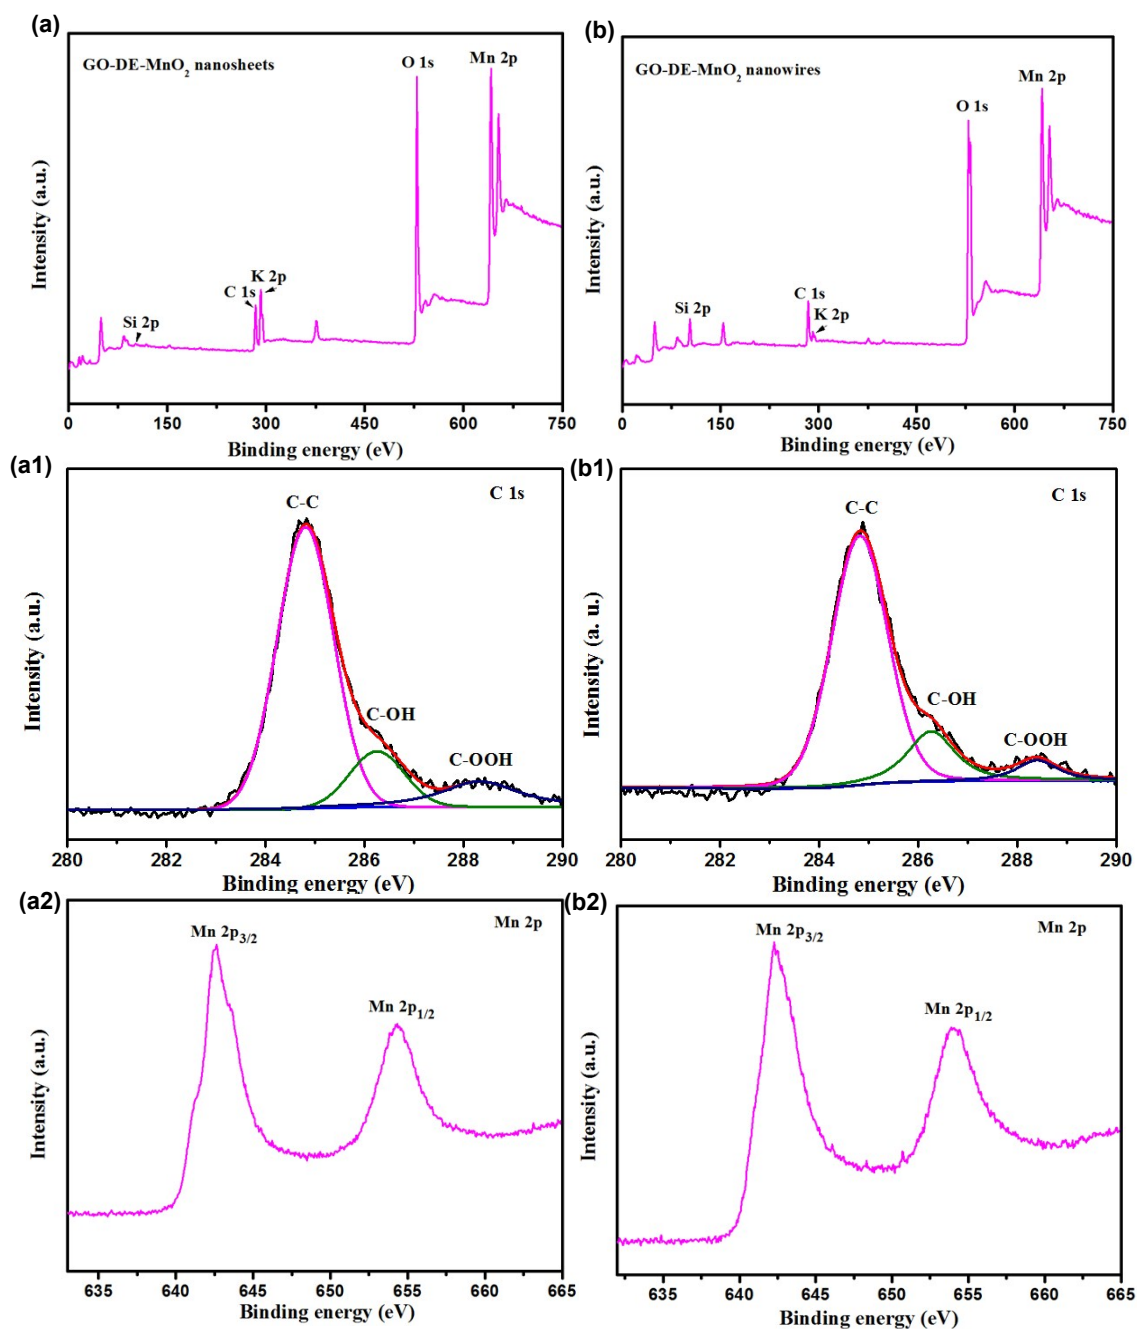 (a)
GO-DE-MnO₂ nanosheets
O 1s
Mn 2p
K 2p
C 1s
Si 2p
Intensity (a.u.)
0 150 300 450 600 750
Binding energy (eV)
(b)
GO-DE-MnO₂ nanowires
Mn 2p
O 1s
C 1s
K 2p
Si 2p
Intensity (a.u.)
0 150 300 450 600 750
Binding energy (eV)
(a1)
C 1s
C-C
C-OH
C-OOH
Intensity (a.u.)
280 282 284 286 288 290
Binding energy (eV)
(b1)
C 1s
C-C
C-OH
C-OOH
Intensity (a. u.)
280 282 284 286 288 290
Binding energy (eV)
(a2)
Mn 2p
Mn 2p3/2
Mn 2p1/2
Intensity (a.u.)
635 640 645 650 655 660 665
Binding energy (eV)
(b2)
Mn 2p
Mn 2p3/2
Mn 2p1/2
Intensity (a.u.)
635 640 645 650 655 660 665
Binding energy (eV)